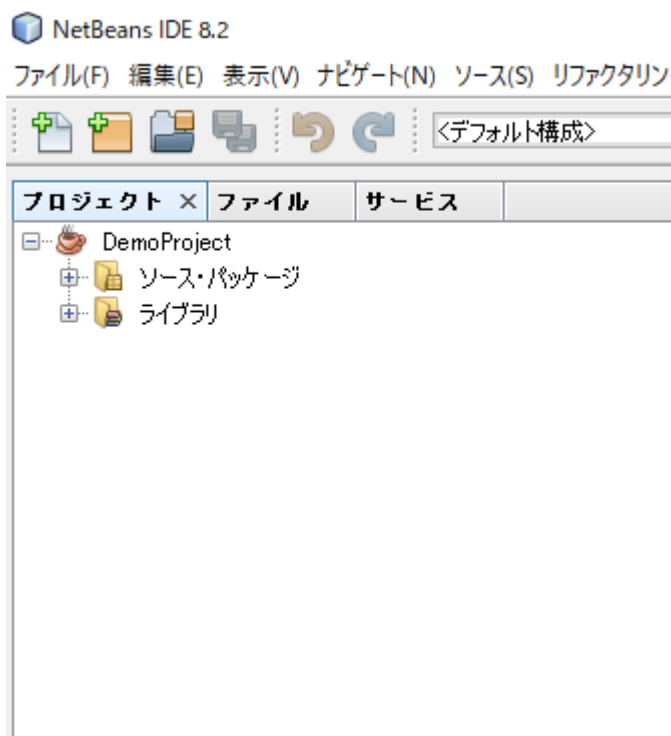 NetBeans IDE 8.2
ファイル(F) 編集(E) 表示(V) ナビゲート(N) ソース(S) リファクタリン
<デフォルト構成>
プロジェクト × ファイル サービス
DemoProject
ソース・パッケージ
ライブラリ